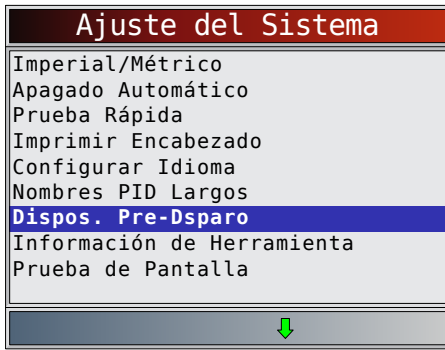 Ajuste del Sistema
Imperial/Métrico
Apagado Automático
Prueba Rápida
Imprimir Encabezado
Configurar Idioma
Nombres PID Largos
Dispos. Pre-Dsparo
Información de Herramienta
Prueba de Pantalla